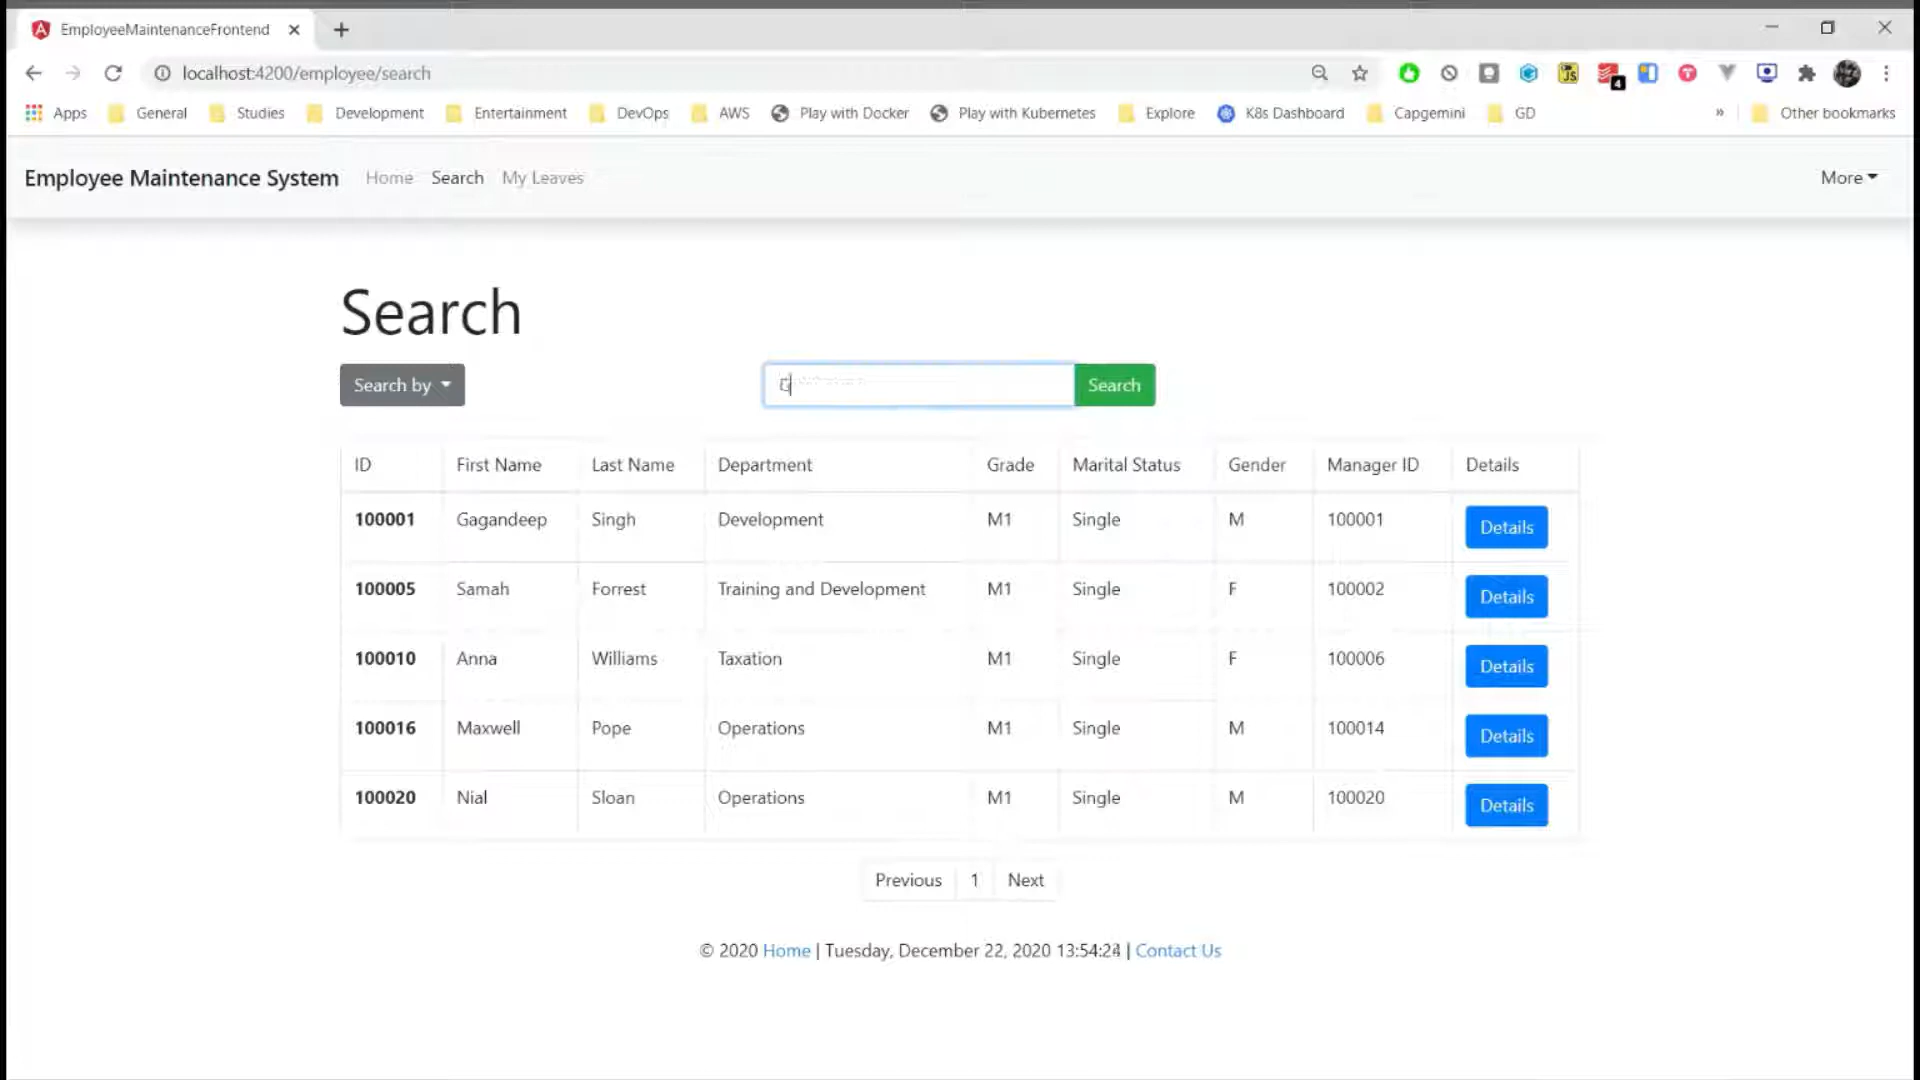 EmployeeMaintenanceFrontend
localhost:4200/employee/search
4
JS
Apps General Studies Development Entertainment DevOps AWS Play with Docker Play with Kubernetes Explore K8s Dashboard Capgemini GD » Other bookmarks
Employee Maintenance System Home Search My Leaves More
Search
Search by Search
ID First Name Last Name Department Grade Marital Status Gender Manager ID Details
100001 Gagandeep Singh Development M1 Single M 100001 Details
100005 Samah Forrest Training and Development M1 Single F 100002 Details
100010 Anna Williams Taxation M1 Single F 100006 Details
100016 Maxwell Pope Operations M1 Single M 100014 Details
100020 Nial Sloan Operations M1 Single M 100020 Details
Previous 1 Next
© 2020 Home | Tuesday, December 22, 2020 13:54:24 | Contact Us